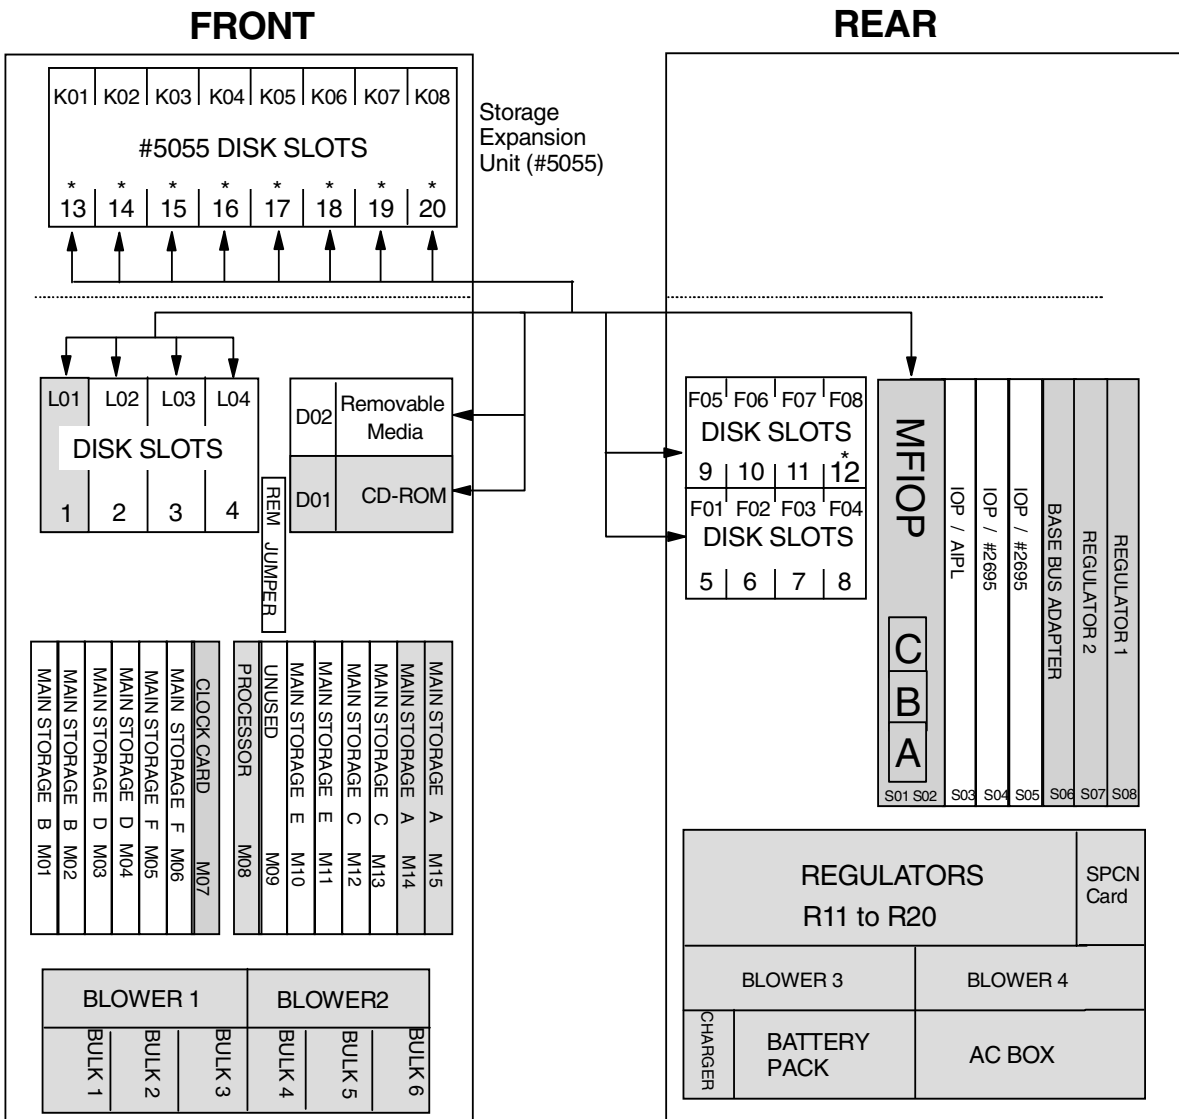 FRONT
REAR
K01 K02 K03 K04 K05 K06 K07 K08
#5055 DISK SLOTS
* * * * * * * *
13 14 15 16 17 18 19 20
Storage
Expansion
Unit (#5055)
L01 L02 L03 L04
DISK SLOTS
1 2 3 4
D02 Removable
Media
D01 CD-ROM
REM JUMPER
F05 F06 F07 F08
DISK SLOTS
*
9 10 11 12
F01 F02 F03 F04
DISK SLOTS
5 6 7 8
MFIOP
C
B
A
S01 S02
IOP / AIPL S03
IOP / #2695 S04
IOP / #2695 S05
BASE BUS ADAPTER S06
REGULATOR 2 S07
REGULATOR 1 S08
MAIN STORAGE B M01
MAIN STORAGE B M02
MAIN STORAGE D M03
MAIN STORAGE D M04
MAIN STORAGE F M05
MAIN STORAGE F M06
CLOCK CARD M07
PROCESSOR M08
UNUSED M09
MAIN STORAGE E M10
MAIN STORAGE E M11
MAIN STORAGE C M12
MAIN STORAGE C M13
MAIN STORAGE A M14
MAIN STORAGE A M15
REGULATORS
R11 to R20
SPCN
Card
BLOWER 3
BLOWER 4
CHARGER
BATTERY
PACK
AC BOX
BLOWER 1
BLOWER2
BULK 1
BULK 2
BULK 3
BULK 4
BULK 5
BULK 6